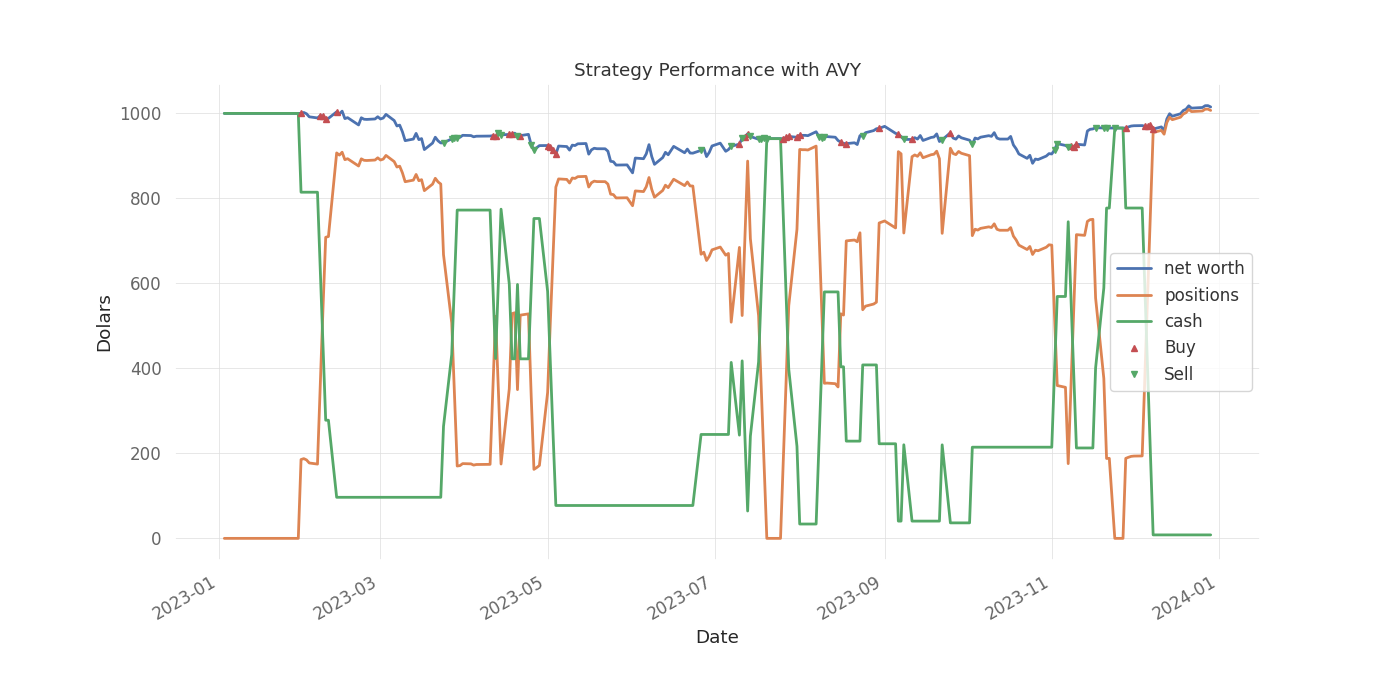 Strategy Performance with AVY
Dolars
1000
800
600
400
200
0
net worth
positions
cash
Buy
Sell
2023-01
2023-03
2023-05
2023-07
2023-09
2023-11
2024-01
Date